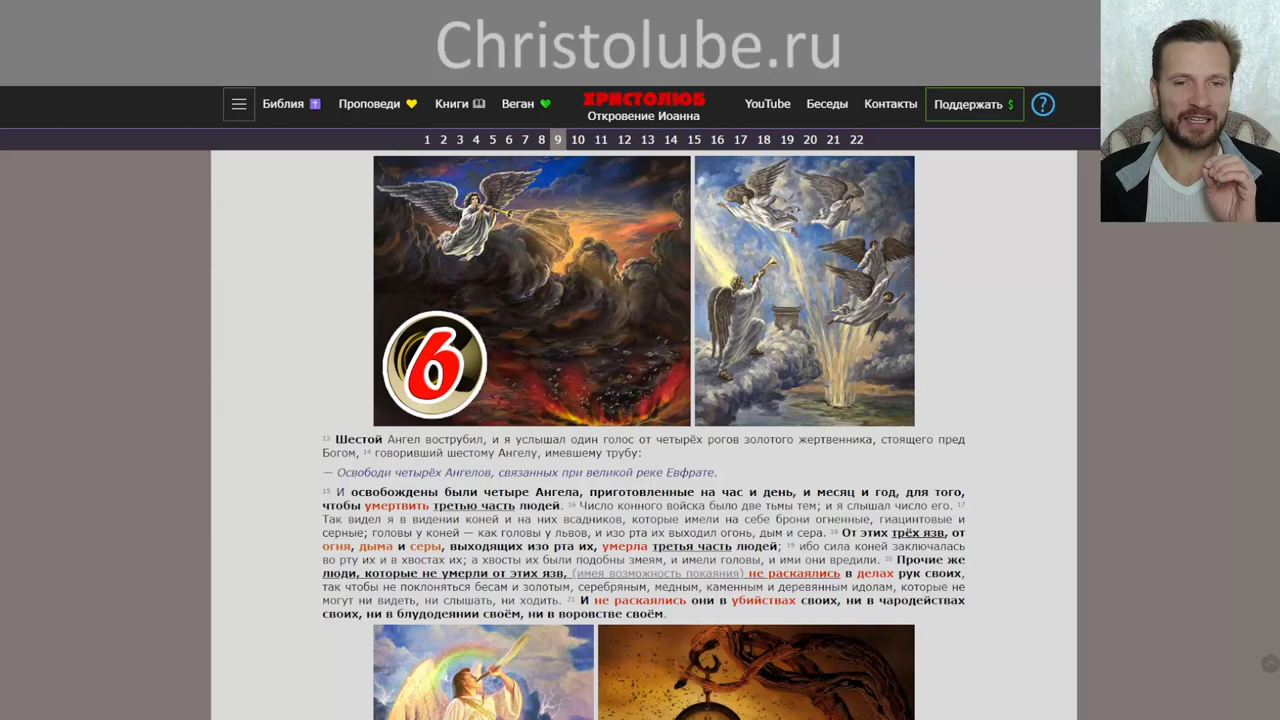 Christolube.ru
Библия ✝ Проповеди Книги Веган ХРИСТОЛЮБ YouTube Беседы Контакты Поддержать $ ?
Откровение Иоанна
1 2 3 4 5 6 7 8 9 10 11 12 13 14 15 16 17 18 19 20 21 22
6
13 Шестой Ангел вострубил, и я услышал один голос от четырёх рогов золотого жертвенника, стоящего пред
Богом, 14 говоривший шестому Ангелу, имевшему трубу:
— Освободи четырёх Ангелов, связанных при великой реке Евфрате.
15 И освобождены были четыре Ангела, приготовленные на час и день, и месяц и год, для того,
чтобы умертвить третью часть людей. 16 Число конного войска было две тьмы тем; и я слышал число его. 17
Так видел я в видении коней и на них всадников, которые имели на себе брони огненные, гиацинтовые и
серные; головы у коней — как головы у львов, и изо рта их выходил огонь, дым и сера. 18 От этих трёх язв, от
огня, дыма и серы, выходящих изо рта их, умерла третья часть людей; 19 ибо сила коней заключалась
во рту их и в хвостах их; а хвосты их были подобны змеям, и имели головы, и ими они вредили. 20 Прочие же
люди, которые не умерли от этих язв, (имея возможность покаяния) не раскаялись в делах рук своих,
так чтобы не поклоняться бесам и золотым, серебряным, медным, каменным и деревянным идолам, которые не
могут ни видеть, ни слышать, ни ходить. 21 И не раскаялись они в убийствах своих, ни в чародействах
своих, ни в блудодеянии своём, ни в воровстве своём.